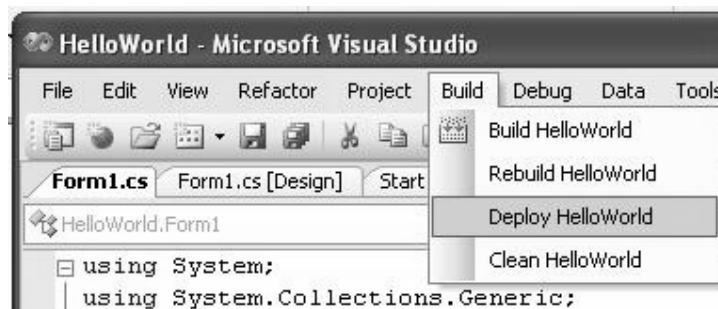 HelloWorld - Microsoft Visual Studio
File Edit View Refactor Project Build Debug Data Tools
Build HelloWorld
Rebuild HelloWorld
Deploy HelloWorld
Clean HelloWorld
Form1.cs Form1.cs [Design] Start
HelloWorld.Form1
using System;
using System.Collections.Generic;